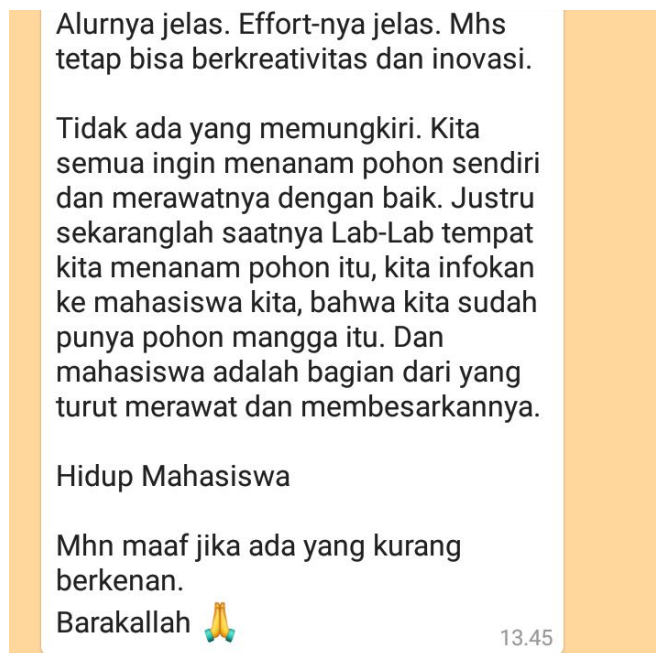 Alurnya jelas. Effort-nya jelas. Mhs
tetap bisa berkreativitas dan inovasi.
Tidak ada yang memungkiri. Kita
semua ingin menanam pohon sendiri
dan merawatnya dengan baik. Justru
sekaranglah saatnya Lab-Lab tempat
kita menanam pohon itu, kita infokan
ke mahasiswa kita, bahwa kita sudah
punya pohon mangga itu. Dan
mahasiswa adalah bagian dari yang
turut merawat dan membesarkannya.
Hidup Mahasiswa
Mhn maaf jika ada yang kurang
berkenan.
Barakallah 🙏
13.45